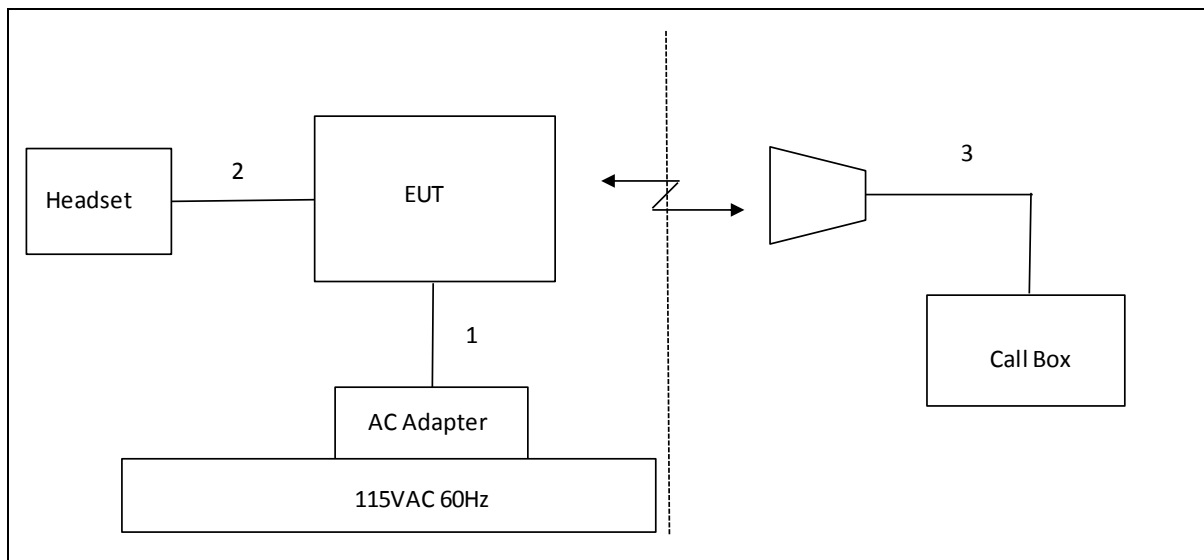 2
3
Headset
EUT
1
Call Box
AC Adapter
115VAC 60Hz